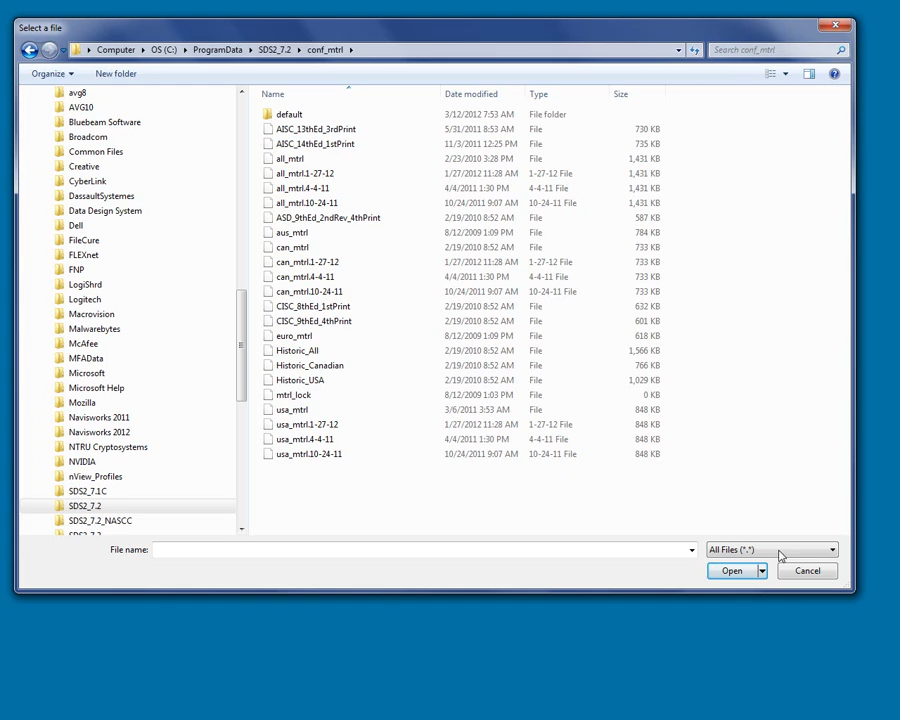 Select a file
Computer OS (C:) ProgramData SDS2_7.2 conf_mtrl Search conf_mtrl
Organize New folder
avg8
AVG10
Bluebeam Software
Broadcom
Common Files
Creative
CyberLink
DassaultSystemes
Data Design System
Dell
FileCure
FLEXnet
FNP
LogiShrd
Logitech
Macrovision
Malwarebytes
McAfee
MFAData
Microsoft
Microsoft Help
Mozilla
Navisworks 2011
Navisworks 2012
NTRU Cryptosystems
NVIDIA
nView_Profiles
SDS2_7.1C
SDS2_7.2
SDS2_7.2_NASCC
Name Date modified Type Size
default 3/12/2012 7:53 AM File folder
AISC_13thEd_3rdPrint 5/31/2011 8:53 AM File 730 KB
AISC_14thEd_1stPrint 11/3/2011 12:25 PM File 735 KB
all_mtrl 2/23/2010 3:28 PM File 1,431 KB
all_mtrl.1-27-12 1/27/2012 11:28 AM 1-27-12 File 1,431 KB
all_mtrl.4-4-11 4/4/2011 1:30 PM 4-4-11 File 1,431 KB
all_mtrl.10-24-11 10/24/2011 9:07 AM 10-24-11 File 1,431 KB
ASD_9thEd_2ndRev_4thPrint 2/19/2010 8:52 AM File 587 KB
aus_mtrl 8/12/2009 1:09 PM File 784 KB
can_mtrl 2/19/2010 8:52 AM File 733 KB
can_mtrl.1-27-12 1/27/2012 11:28 AM 1-27-12 File 733 KB
can_mtrl.4-4-11 4/4/2011 1:30 PM 4-4-11 File 733 KB
can_mtrl.10-24-11 10/24/2011 9:07 AM 10-24-11 File 733 KB
CISC_8thEd_1stPrint 2/19/2010 8:52 AM File 632 KB
CISC_9thEd_4thPrint 2/19/2010 8:52 AM File 601 KB
euro_mtrl 8/12/2009 1:09 PM File 618 KB
Historic_All 2/19/2010 8:52 AM File 1,566 KB
Historic_Canadian 2/19/2010 8:52 AM File 766 KB
Historic_USA 2/19/2010 8:52 AM File 1,029 KB
mtrl_lock 8/12/2009 1:03 PM File 0 KB
usa_mtrl 3/6/2011 3:53 AM File 848 KB
usa_mtrl.1-27-12 1/27/2012 11:28 AM 1-27-12 File 848 KB
usa_mtrl.4-4-11 4/4/2011 1:30 PM 4-4-11 File 848 KB
usa_mtrl.10-24-11 10/24/2011 9:07 AM 10-24-11 File 848 KB
File name: All Files (*.*)
Open Cancel